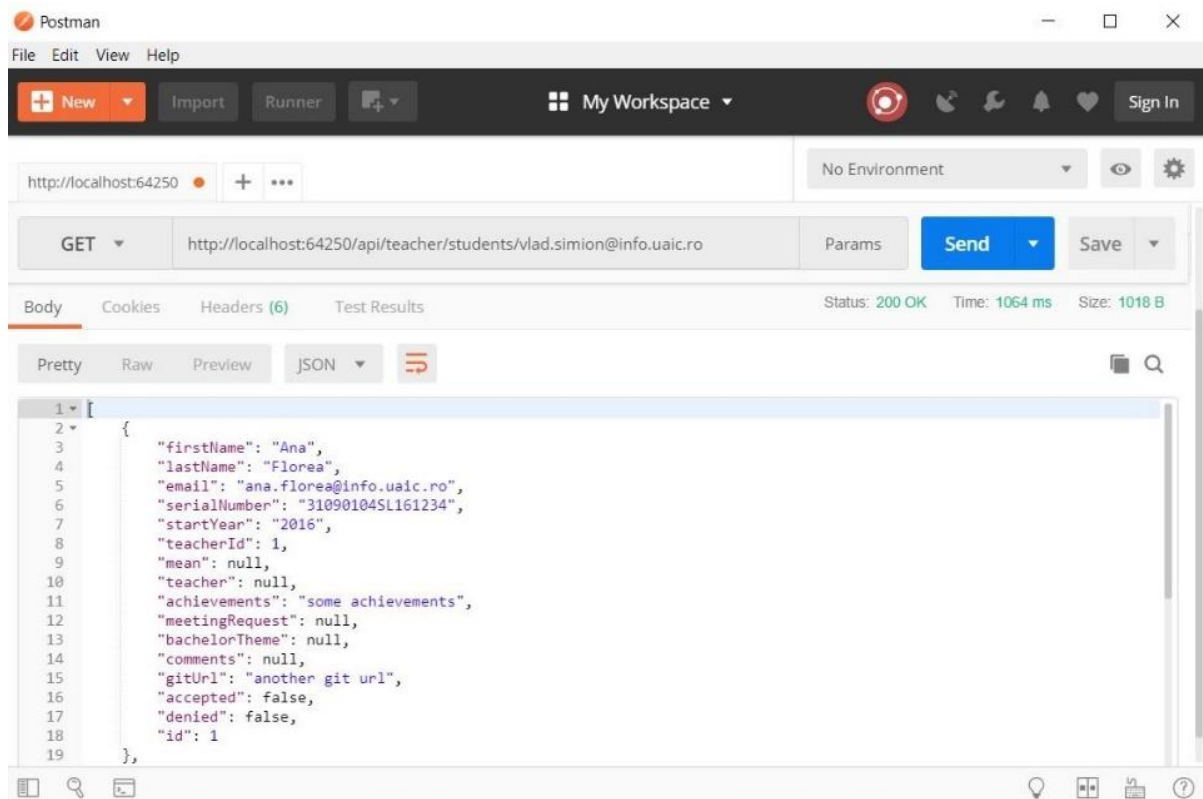 Postman
File Edit View Help
New Import Runner My Workspace Sign In
http://localhost:64250 No Environment
GET http://localhost:64250/api/teacher/students/vlad.simion@info.uaic.ro Params Send Save
Body Cookies Headers (6) Test Results Status: 200 OK Time: 1064 ms Size: 1018 B
Pretty Raw Preview JSON
1 [
2 {
3 "firstName": "Ana",
4 "lastName": "Florea",
5 "email": "ana.florea@info.uaic.ro",
6 "serialNumber": "31090104SL161234",
7 "startYear": "2016",
8 "teacherId": 1,
9 "mean": null,
10 "teacher": null,
11 "achievements": "some achievements",
12 "meetingRequest": null,
13 "bachelorTheme": null,
14 "comments": null,
15 "gitUrl": "another git url",
16 "accepted": false,
17 "denied": false,
18 "id": 1
19 },